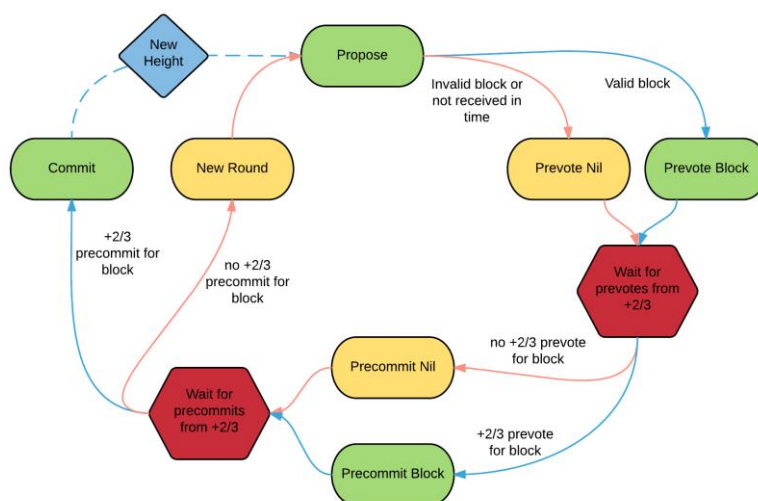 New
Height
Propose
Invalid block or
not received in
time
Valid block
Commit
New Round
Prevote Nil
Prevote Block
+2/3
precommit for
block
no +2/3
precommit for
block
Wait for
prevotes from
+2/3
no +2/3 prevote
for block
Precommit Nil
Wait for
precommits
from +2/3
+2/3 prevote
for block
Precommit Block